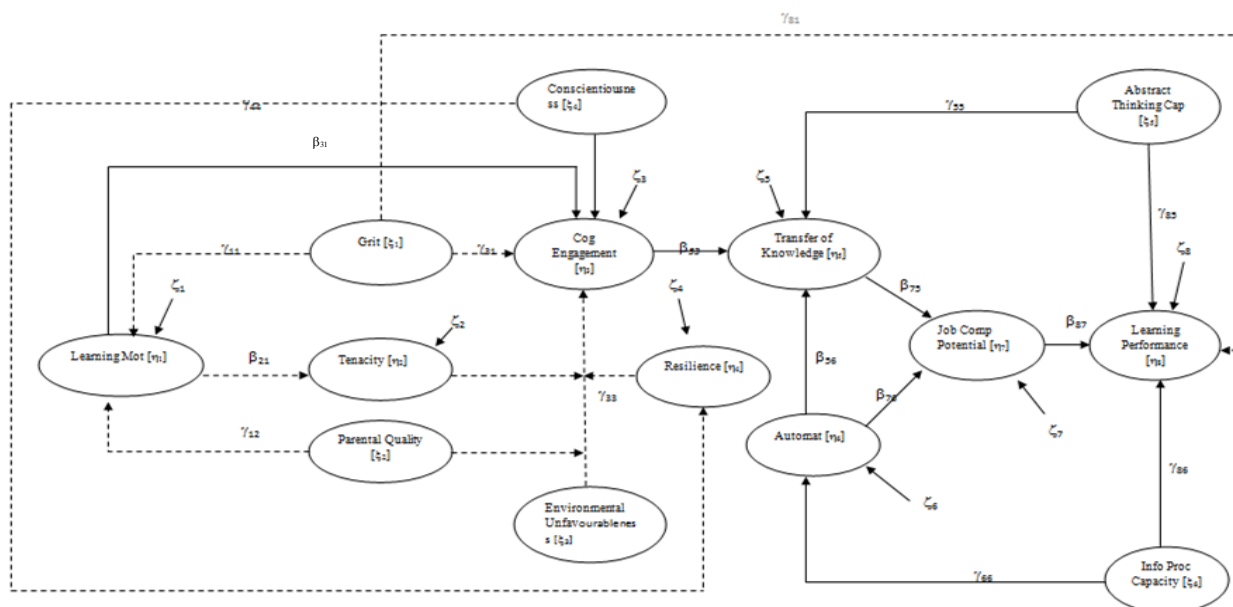 γ₈₁
Conscientiousne
ss [ξ₄]
Abstract
Thinking Cap
[ξ₅]
γ₄₄
γ₅₅
β₃₁
ζ₃
ζ₅
γ₈₅
Grit [ξ₁]
Cog
Engagement
[η₃]
Transfer of
Knowledge [η₅]
γ₁₁
γ₃₁
β₅₃
ζ₈
ζ₁
ζ₄
β₇₅
ζ₂
Learning Mot [η₁]
β₂₁
Tenacity [η₂]
Resilience [η₄]
Job Comp
Potential [η₇]
β₈₇
Learning
Performance
[η₈]
β₅₆
γ₃₃
β₇₆
γ₁₂
Parental Quality
[ξ₂]
Automat [η₆]
ζ₇
γ₈₆
Environmental
Unfavourablenes
s [ξ₃]
ζ₆
γ₆₆
Info Proc
Capacity [ξ₆]